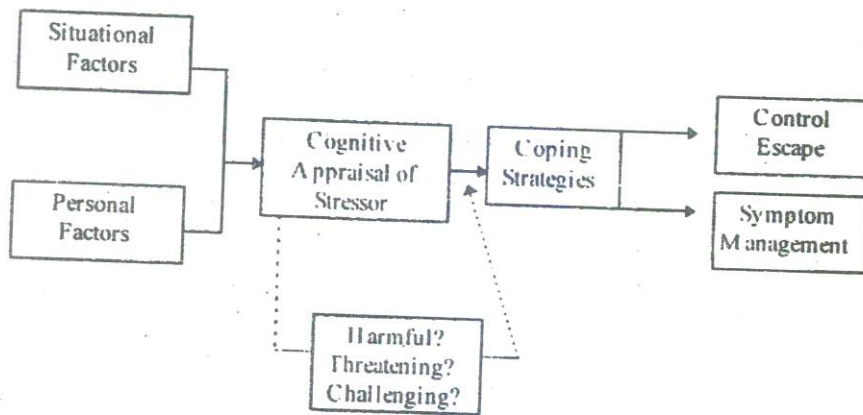 Situational
Factors
Personal
Factors
Cognitive
Appraisal of
Stressor
Coping
Strategies
Control
Escape
Symptom
Management
Harmful?
Threatening?
Challenging?